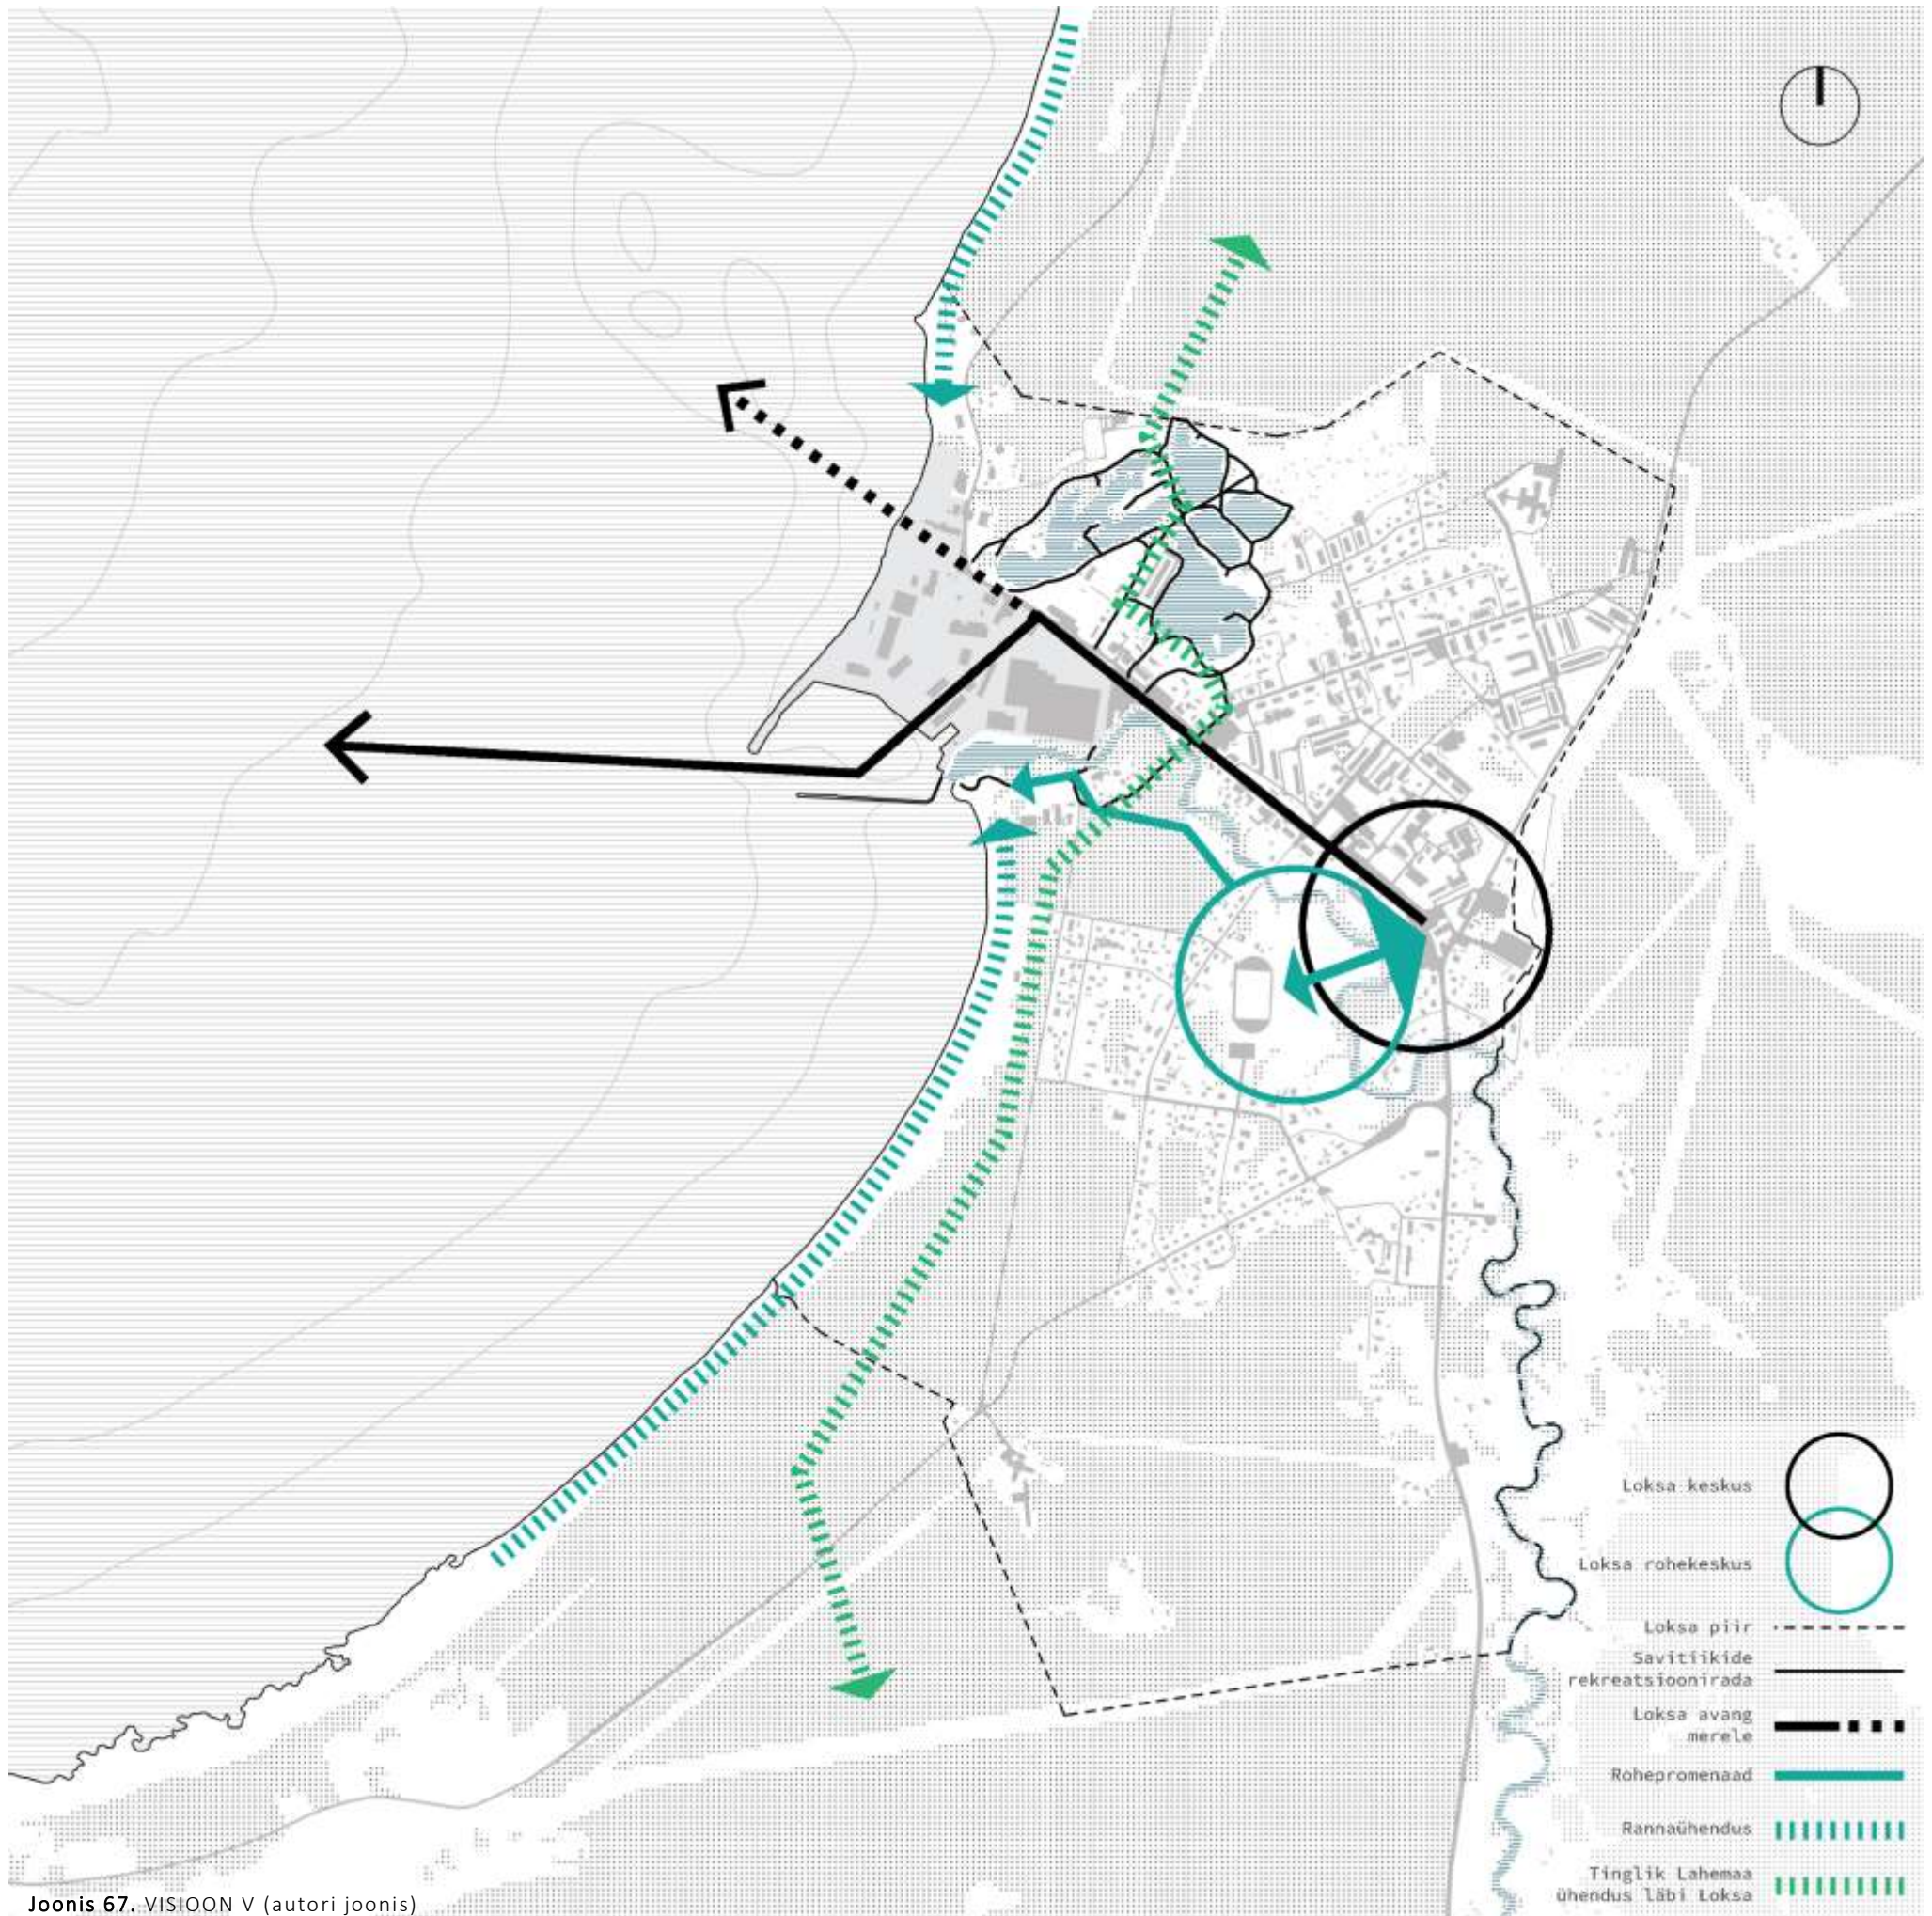 Loksa keskus
Loksa rohekeskus
Loksa piir
Savitiikide
rekreatsioonirada
Loksa avang
merele
Rohepromenaad
Rannaühendus
Tinglik Lahemaa
ühendus läbi Loksa
Joonis 67. VISIOON V (autori joonis)